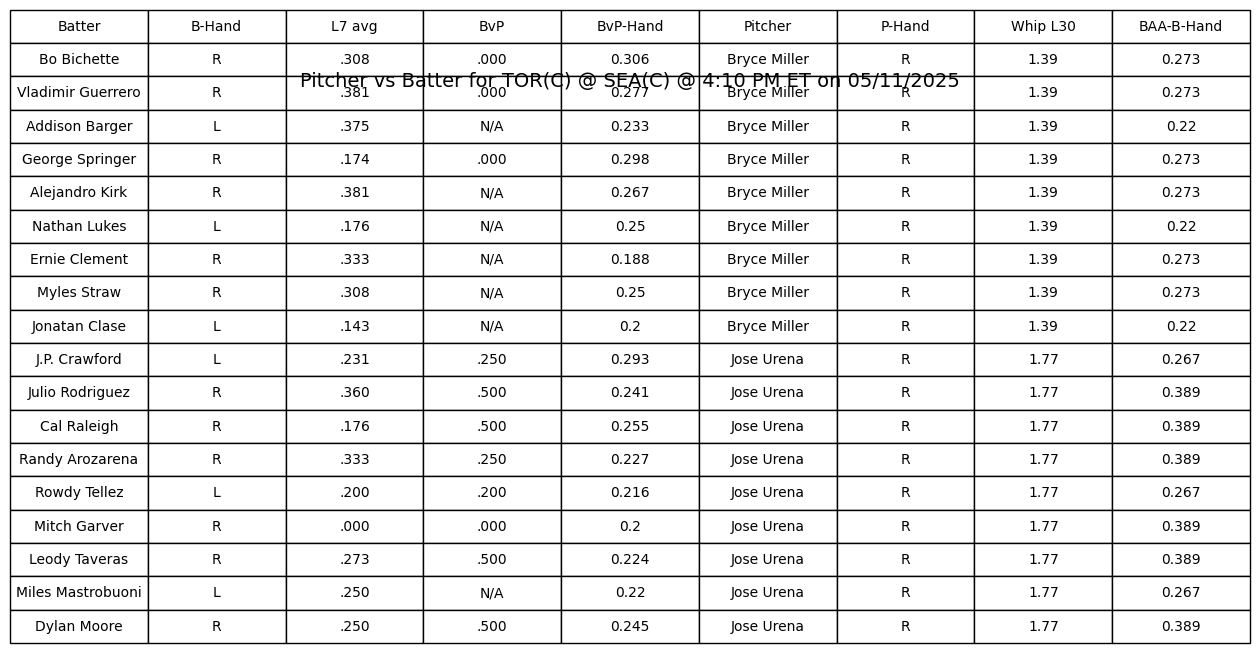 Batter B-Hand L7 avg BvP BvP-Hand Pitcher P-Hand Whip L30 BAA-B-Hand
Bo Bichette R .308 .000 0.306 Bryce Miller R 1.39 0.273
Pitcher vs Batter for TOR(C) @ SEA(C) @ 4:10 PM ET on 05/11/2025
Vladimir Guerrero R .381 .000 0.277 Bryce Miller R 1.39 0.273
Addison Barger L .375 N/A 0.233 Bryce Miller R 1.39 0.22
George Springer R .174 .000 0.298 Bryce Miller R 1.39 0.273
Alejandro Kirk R .381 N/A 0.267 Bryce Miller R 1.39 0.273
Nathan Lukes L .176 N/A 0.25 Bryce Miller R 1.39 0.22
Ernie Clement R .333 N/A 0.188 Bryce Miller R 1.39 0.273
Myles Straw R .308 N/A 0.25 Bryce Miller R 1.39 0.273
Jonatan Clase L .143 N/A 0.2 Bryce Miller R 1.39 0.22
J.P. Crawford L .231 .250 0.293 Jose Urena R 1.77 0.267
Julio Rodriguez R .360 .500 0.241 Jose Urena R 1.77 0.389
Cal Raleigh R .176 .500 0.255 Jose Urena R 1.77 0.389
Randy Arozarena R .333 .250 0.227 Jose Urena R 1.77 0.389
Rowdy Tellez L .200 .200 0.216 Jose Urena R 1.77 0.267
Mitch Garver R .000 .000 0.2 Jose Urena R 1.77 0.389
Leody Taveras R .273 .500 0.224 Jose Urena R 1.77 0.389
Miles Mastrobuoni L .250 N/A 0.22 Jose Urena R 1.77 0.267
Dylan Moore R .250 .500 0.245 Jose Urena R 1.77 0.389